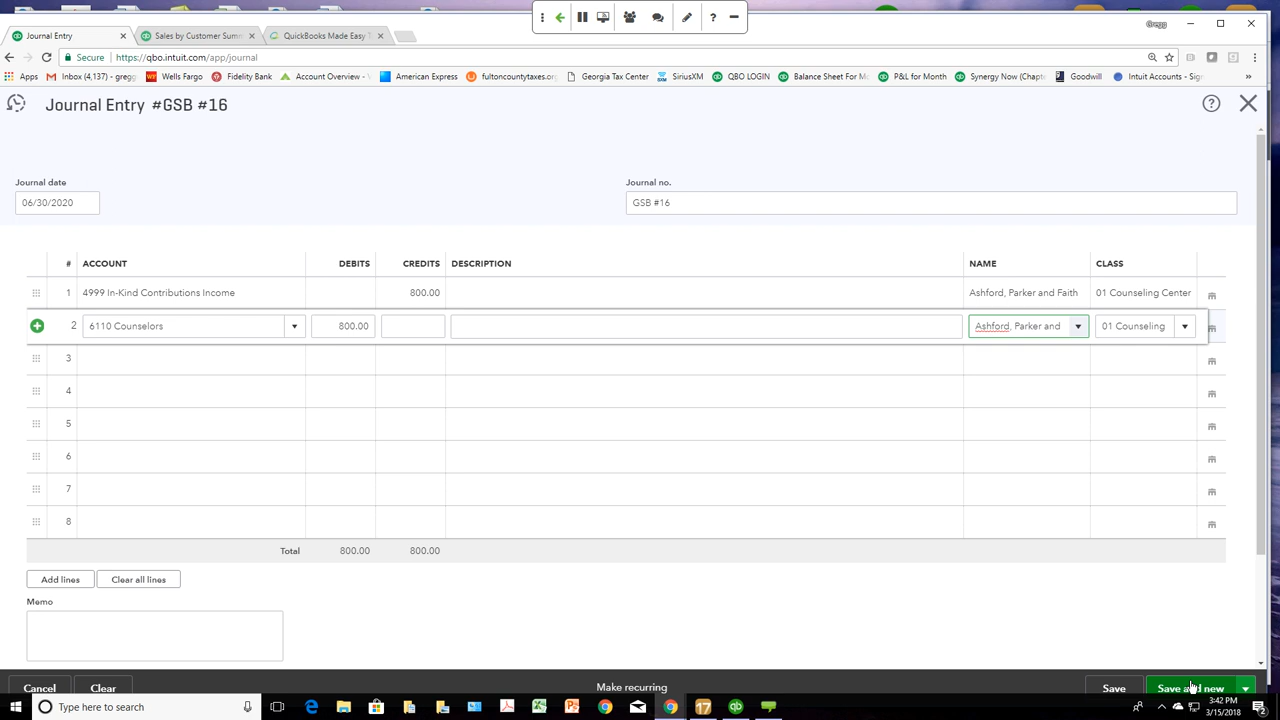 Gregg
Journal Entry
Sales by Customer Summ
QuickBooks Made Easy T
Secure
https://qbo.intuit.com/app/journal
Apps
Inbox (4,137) - gregg
Wells Fargo
Fidelity Bank
Account Overview -
American Express
fultoncountytaxes.org
Georgia Tax Center
SiriusXM
QBO LOGIN
Balance Sheet For M
P&L for Month
Synergy Now (Chapt
Goodwill
Intuit Accounts - Sign
Journal Entry #GSB #16
Journal date
Journal no.
06/30/2020
GSB #16
# ACCOUNT DEBITS CREDITS DESCRIPTION NAME CLASS
1 4999 In-Kind Contributions Income 800.00 Ashford, Parker and Faith 01 Counseling Center
2 6110 Counselors 800.00 Ashford, Parker and 01 Counseling
3
4
5
6
7
8
Total 800.00 800.00
Add lines
Clear all lines
Memo
Cancel
Clear
Make recurring
Save
Save and new
Type here to search
17
3:42 PM
3/15/2018
2